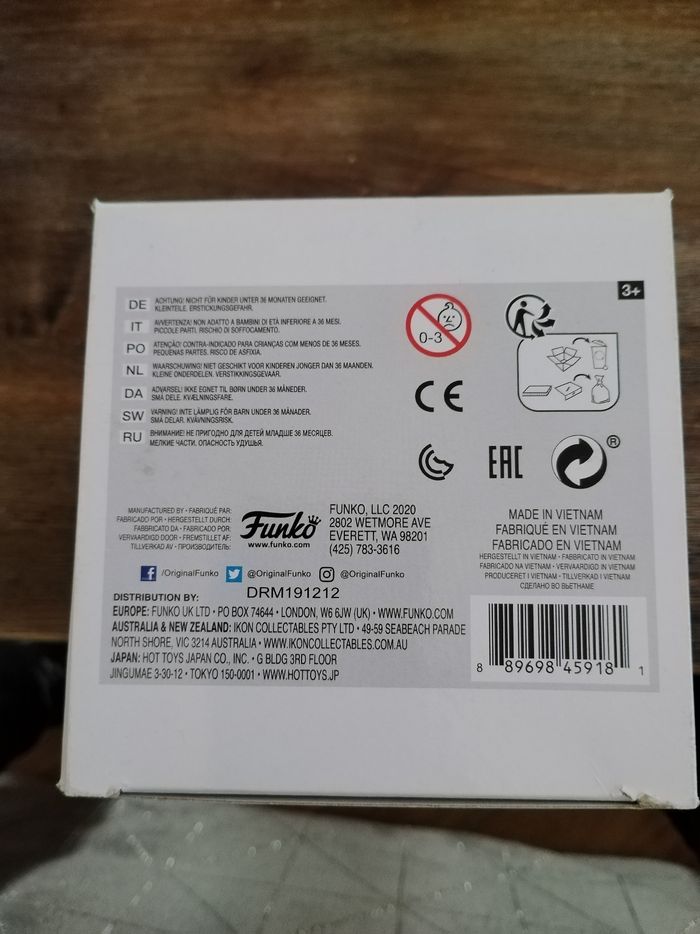 3+
DE ACHTUNG! NICHT FÜR KINDER UNTER 36 MONATEN GEEIGNET.
KLEINTEILE. ERSTICKUNGSGEFAHR.
IT AVVERTENZA! NON ADATTO A BAMBINI DI ETÀ INFERIORE A 36 MESI.
PICCOLE PARTI. RISCHIO DI SOFFOCAMENTO.
PO ATENÇÃO! CONTRA-INDICADO PARA CRIANÇAS COM MENOS DE 36 MESES.
PEQUENAS PARTES. RISCO DE ASFIXIA.
NL WAARSCHUWING! NIET GESCHIKT VOOR KINDEREN JONGER DAN 36 MAANDEN.
KLEINE ONDERDELEN. VERSTIKKINGSGEVAAR.
DA ADVARSEL! IKKE EGNET TIL BØRN UNDER 36 MÅNEDER.
SMÅ DELE. KVÆLNINGSFARE.
SW VARNING! INTE LÄMPLIG FÖR BARN UNDER 36 MÅNADER.
SMÅ DELAR. KVÄVNINGSRISK.
RU ВНИМАНИЕ! НЕ ПРИГОДНО ДЛЯ ДЕТЕЙ МЛАДШЕ 36 МЕСЯЦЕВ.
МЕЛКИЕ ЧАСТИ. ОПАСНОСТЬ УДУШЬЯ.
0-3
CE
EAC
®
MANUFACTURED BY • FABRIQUÉ PAR:
FABRICADO POR • HERGESTELLT DURCH:
FABBRICATO DA • FABRICADO POR:
VERVAARDIGD DOOR • FREMSTILLET AF:
TILLVERKAD AV • ПРОИЗВОДИТЕЛЬ:
Funko
www.funko.com
FUNKO, LLC 2020
2802 WETMORE AVE
EVERETT, WA 98201
(425) 783-3616
MADE IN VIETNAM
FABRIQUÉ EN VIETNAM
FABRICADO EN VIETNAM
HERGESTELLT IN VIETNAM • FABBRICATO IN VIETNAM
FABRICADO NA VIETNAM • VERVAARDIGD IN VIETNAM
PRODUCERET I VIETNAM • TILLVERKAD I VIETNAM
СДЕЛАНО ВО ВЬЕТНАМЕ
/OriginalFunko @OriginalFunko @OriginalFunko
DRM191212
DISTRIBUTION BY:
EUROPE: FUNKO UK LTD • PO BOX 74644 • LONDON, W6 6JW (UK) • WWW.FUNKO.COM
AUSTRALIA & NEW ZEALAND: IKON COLLECTABLES PTY LTD • 49-59 SEABEACH PARADE
NORTH SHORE, VIC 3214 AUSTRALIA • WWW.IKONCOLLECTABLES.COM.AU
JAPAN: HOT TOYS JAPAN CO., INC. • G BLDG 3RD FLOOR
JINGUMAE 3-30-12 • TOKYO 150-0001 • WWW.HOTTOYS.JP
8 89698 45918 1